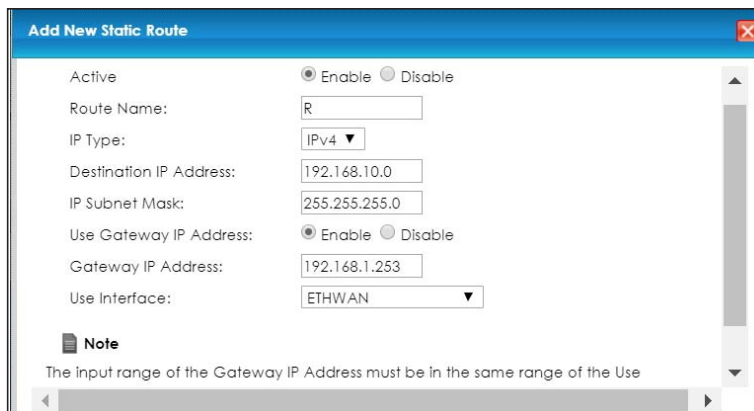 Add New Static Route
Active Enable Disable
Route Name: R
IP Type: IPv4
Destination IP Address: 192.168.10.0
IP Subnet Mask: 255.255.255.0
Use Gateway IP Address: Enable Disable
Gateway IP Address: 192.168.1.253
Use Interface: ETHWAN
Note
The input range of the Gateway IP Address must be in the same range of the Use